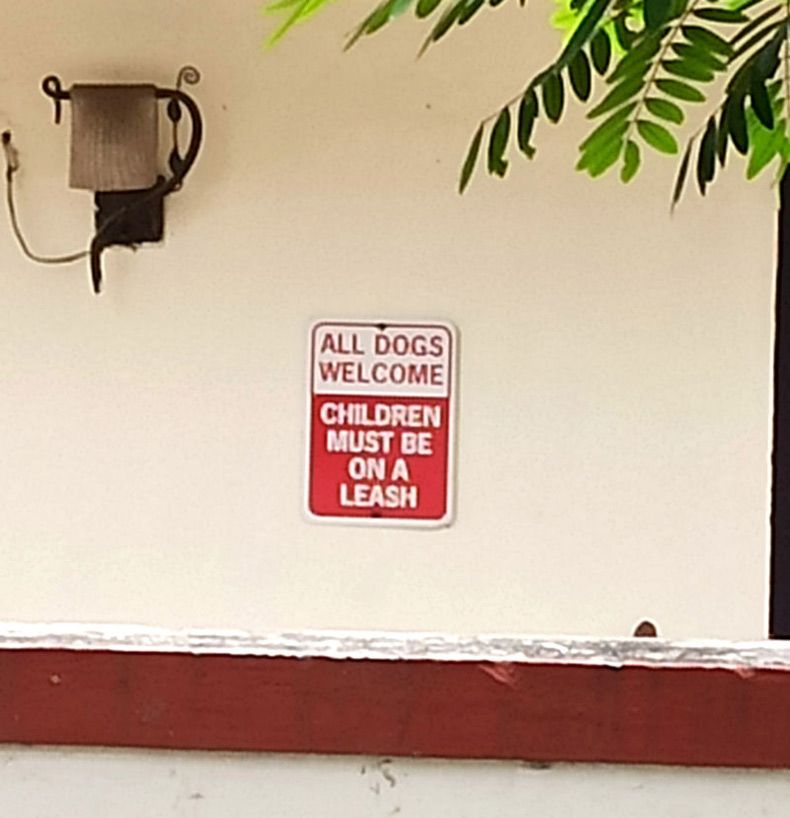 ALL DOGS
WELCOME
CHILDREN
MUST BE
ON A
LEASH